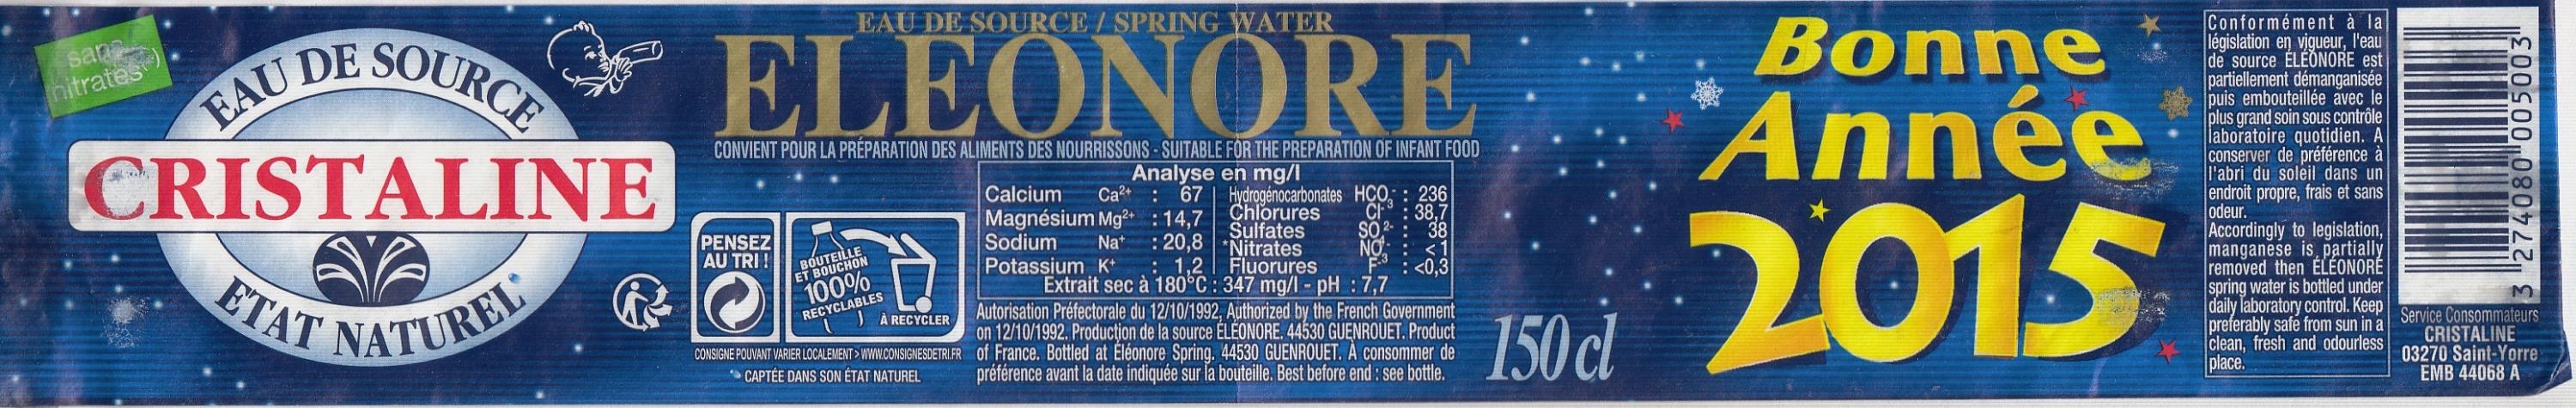 sans
nitrates(*)
EAU DE SOURCE
CRISTALINE
ETAT NATUREL
EAU DE SOURCE / SPRING WATER
ELEONORE
CONVIENT POUR LA PRÉPARATION DES ALIMENTS DES NOURRISSONS - SUITABLE FOR THE PREPARATION OF INFANT FOOD
PENSEZ
AU TRI !
BOUTEILLE
ET BOUCHON
100%
RECYCLABLES
À RECYCLER
CONSIGNE POUVANT VARIER LOCALEMENT > WWW.CONSIGNESDETRI.FR
CAPTÉE DANS SON ÉTAT NATUREL
Analyse en mg/l
Calcium Ca²⁺ : 67
Magnésium Mg²⁺ : 14,7
Sodium Na⁺ : 20,8
Potassium K⁺ : 1,2
Hydrogénocarbonates HCO₃⁻ : 236
Chlorures Cl⁻ : 38,7
Sulfates SO₄²⁻ : 38
*Nitrates NO₃⁻ : <1
Fluorures F⁻ : <0,3
Extrait sec à 180°C : 347 mg/l - pH : 7,7
Autorisation Préfectorale du 12/10/1992, Authorized by the French Government
on 12/10/1992. Production de la source ÉLÉONORE. 44530 GUENROUET. Product
of France. Bottled at Éléonore Spring. 44530 GUENROUET. À consommer de
préférence avant la date indiquée sur la bouteille. Best before end : see bottle.
150 cl
Bonne
Année
2015
Conformément à la
législation en vigueur, l'eau
de source ÉLÉONORE est
partiellement démanganisée
puis embouteillée avec le
plus grand soin sous contrôle
laboratoire quotidien. A
conserver de préférence à
l'abri du soleil dans un
endroit propre, frais et sans
odeur.
Accordingly to legislation,
manganese is partially
removed then ÉLÉONORE
spring water is bottled under
daily laboratory control. Keep
preferably safe from sun in a
clean, fresh and odourless
place.
3 274080 005003
Service Consommateurs
CRISTALINE
03270 Saint-Yorre
EMB 44068 A